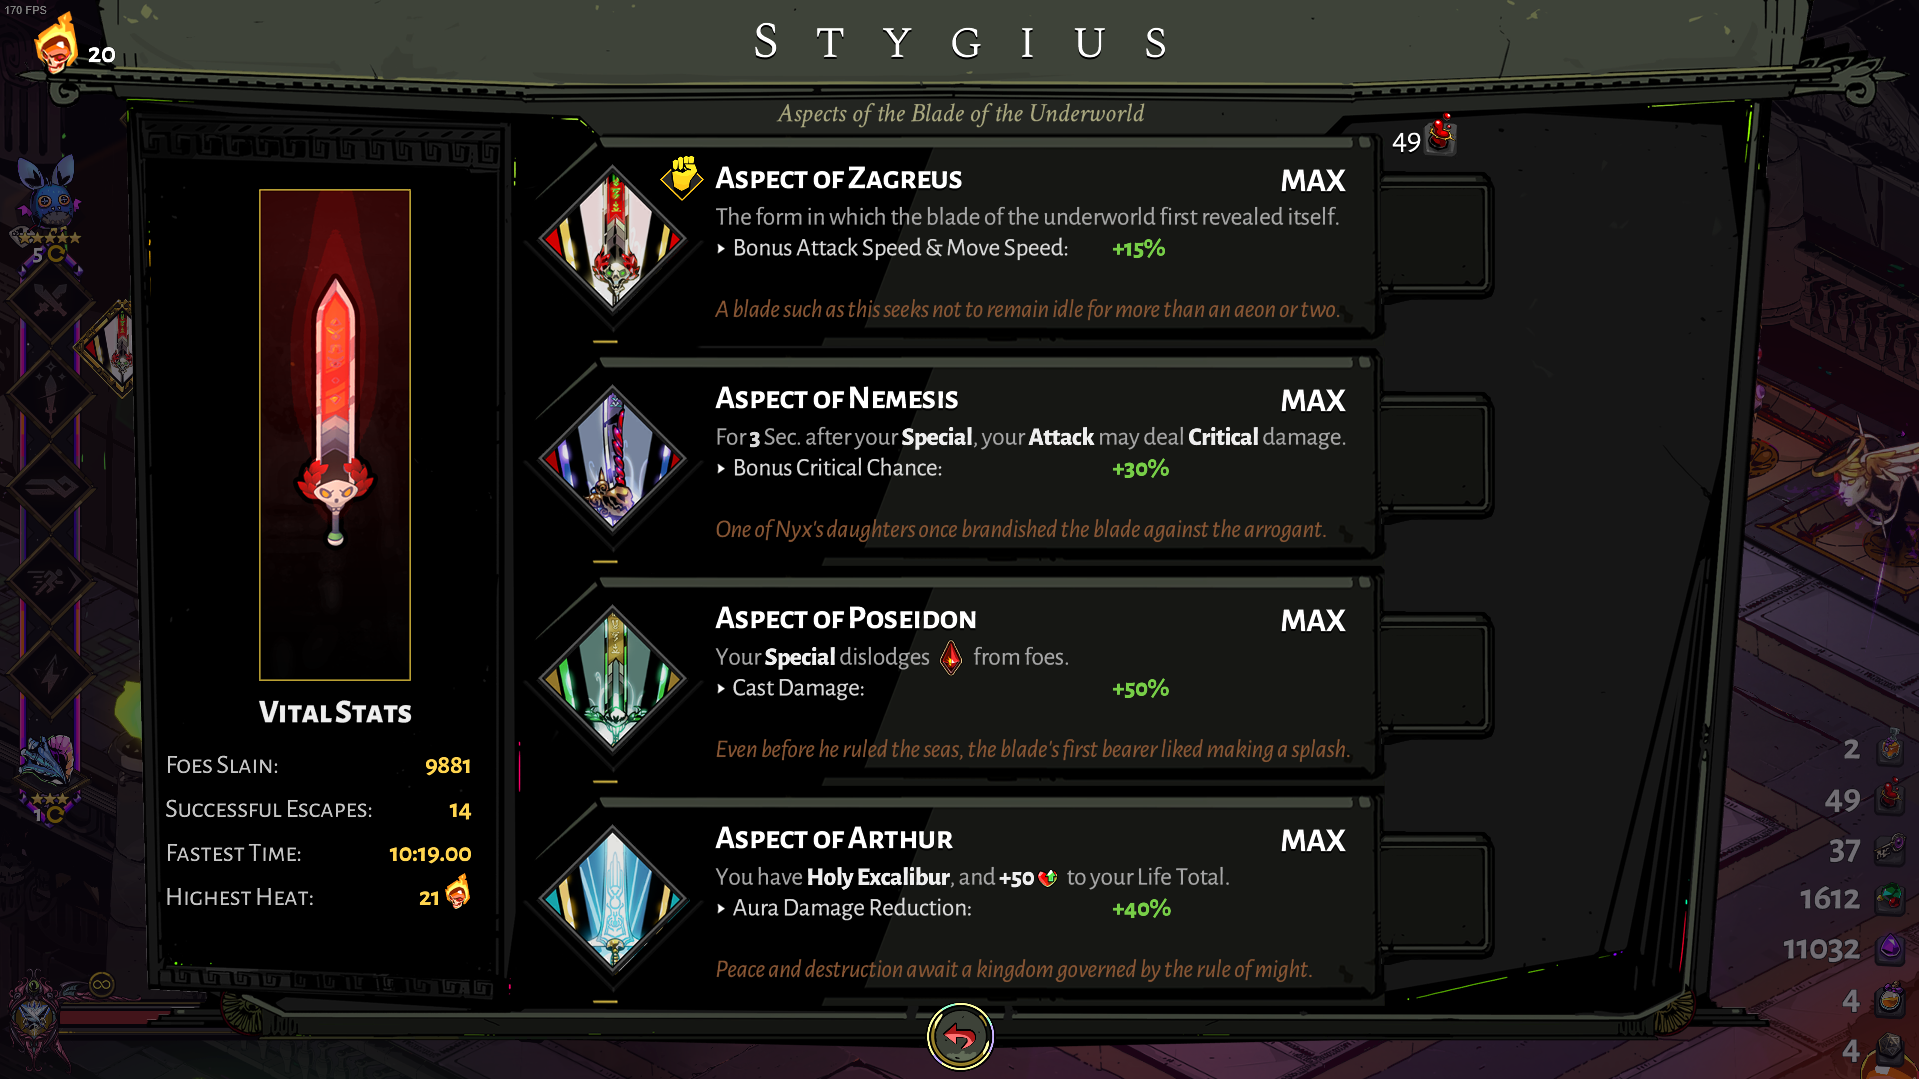 170 FPS
20
STYGIUS
Aspects of the Blade of the Underworld
49
ASPECT OF ZAGREUS
MAX
The form in which the blade of the underworld first revealed itself.
Bonus Attack Speed & Move Speed: +15%
A blade such as this seeks not to remain idle for more than an aeon or two.
ASPECT OF NEMESIS
MAX
For 3 Sec. after your Special, your Attack may deal Critical damage.
Bonus Critical Chance: +30%
One of Nyx's daughters once brandished the blade against the arrogant.
ASPECT OF POSEIDON
MAX
Your Special dislodges from foes.
Cast Damage: +50%
Even before he ruled the seas, the blade's first bearer liked making a splash.
ASPECT OF ARTHUR
MAX
You have Holy Excalibur, and +50 to your Life Total.
Aura Damage Reduction: +40%
Peace and destruction await a kingdom governed by the rule of might.
VITAL STATS
FOES SLAIN: 9881
SUCCESSFUL ESCAPES: 14
FASTEST TIME: 10:19.00
HIGHEST HEAT: 21
5
1
2
49
37
1612
11032
4
4